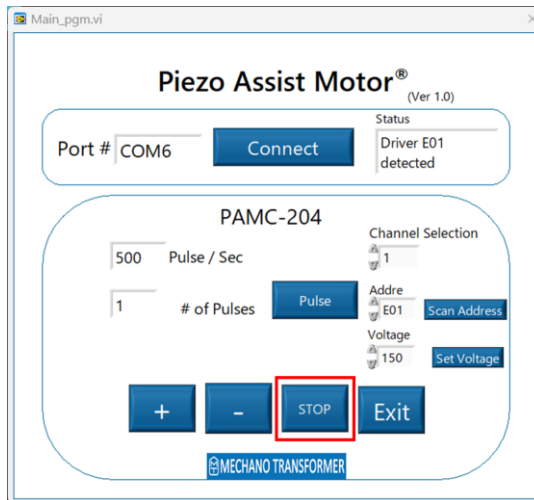 Main_pgm.vi
Piezo Assist Motor®
(Ver 1.0)
Status
Port # COM6 Connect Driver E01
detected
PAMC-204
Channel Selection
500 Pulse / Sec 1
1 # of Pulses Pulse
Addre
E01 Scan Address
Voltage
150 Set Voltage
+ - STOP Exit
MECHANO TRANSFORMER